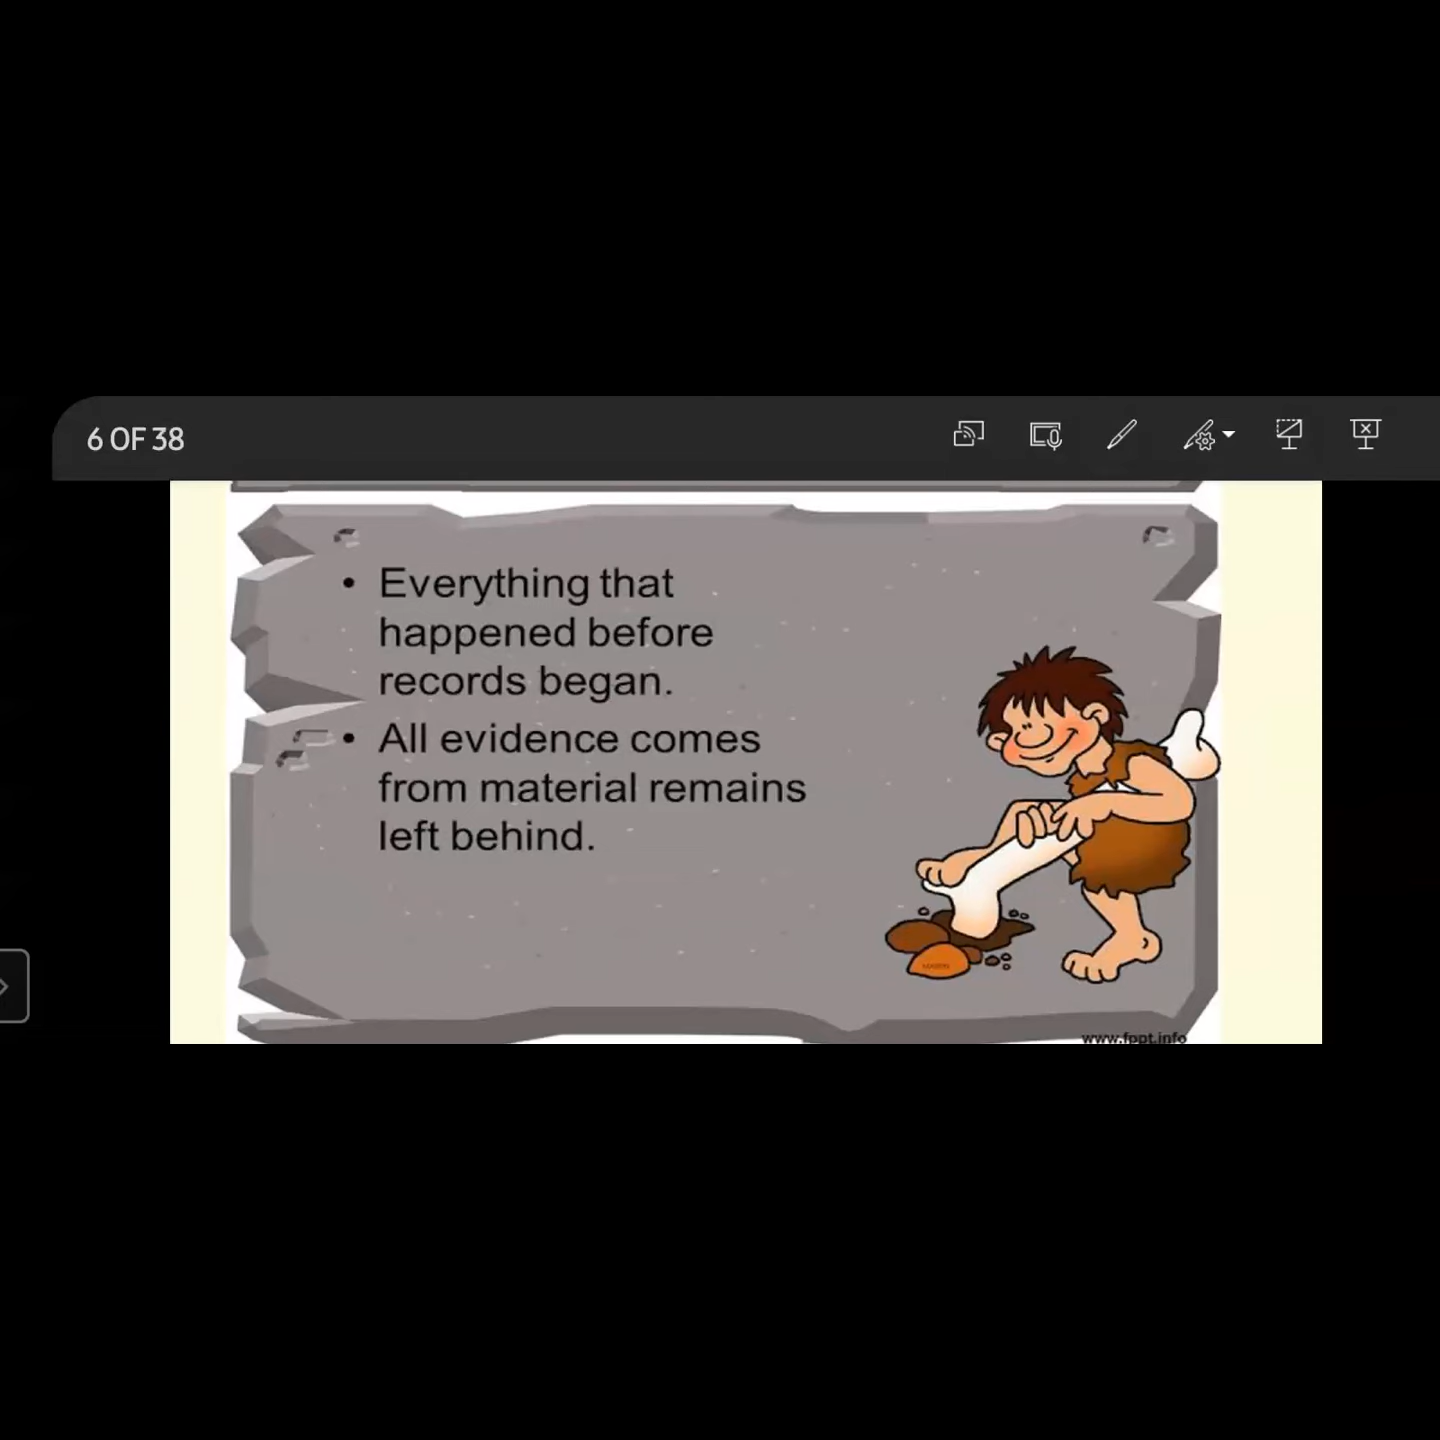 6 OF 38
• Everything that
happened before
records began.
• All evidence comes
from material remains
left behind.
www.fppt.info